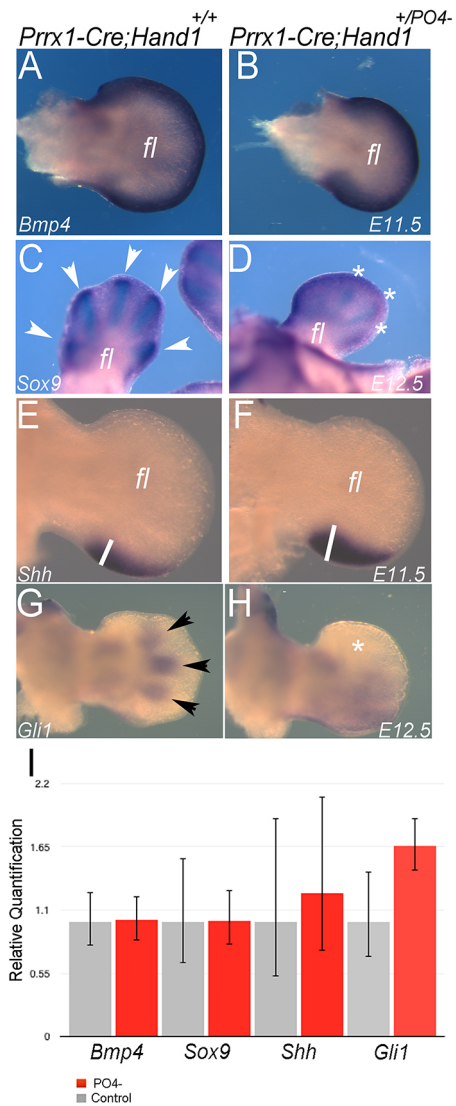 Prrx1-Cre;Hand1+/+ Prrx1-Cre;Hand1+/PO4-
A B
fl fl
Bmp4 E11.5
C D
fl fl
Sox9 E12.5
E F
fl fl
Shh E11.5
G H
Gli1 E12.5
I
2.2
1.65
1.1
0.55
0
Relative Quantification
Bmp4 Sox9 Shh Gli1
PO4-
Control